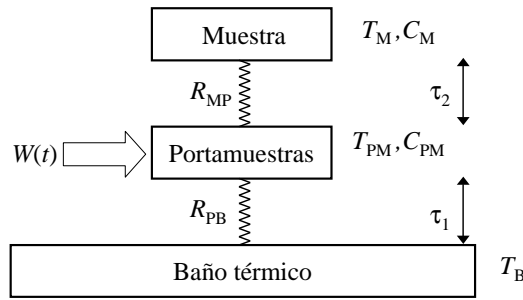 Muestra
T_M, C_M
R_MP
τ_2
W(t)
Portamuestras
T_PM, C_PM
R_PB
τ_1
Baño térmico
T_B